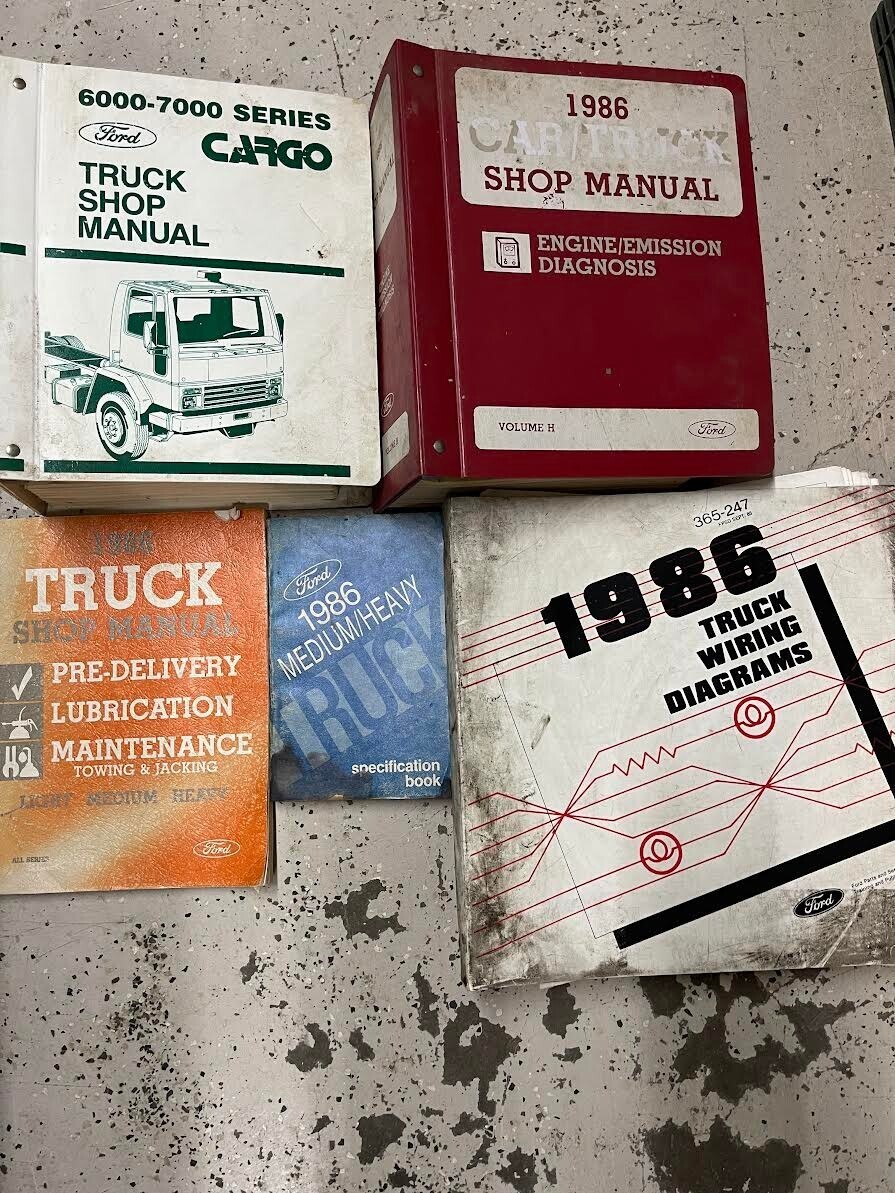 6000-7000 SERIES
Ford
CARGO
TRUCK
SHOP
MANUAL
1986
CAR/TRUCK
SHOP MANUAL
ENGINE/EMISSION
DIAGNOSIS
VOLUME H
Ford
1986
TRUCK
SHOP MANUAL
PRE-DELIVERY
LUBRICATION
MAINTENANCE
TOWING & JACKING
LIGHT MEDIUM HEAVY
ALL SERIES
Ford
Ford
1986
MEDIUM/HEAVY
TRUCK
specification
book
365-247
1986
TRUCK
WIRING
DIAGRAMS
Ford